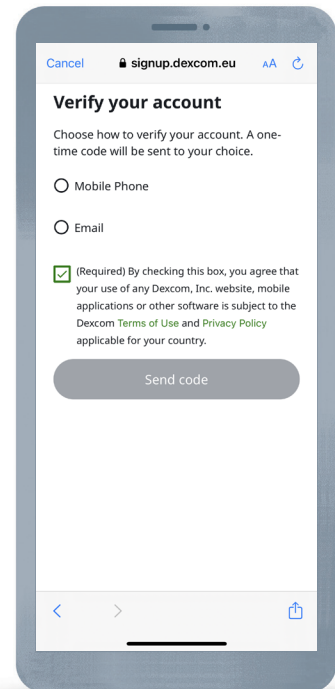 Cancel signup.dexcom.eu AA
Verify your account
Choose how to verify your account. A one-
time code will be sent to your choice.
Mobile Phone
Email
(Required) By checking this box, you agree that
your use of any Dexcom, Inc. website, mobile
applications or other software is subject to the
Dexcom Terms of Use and Privacy Policy
applicable for your country.
Send code